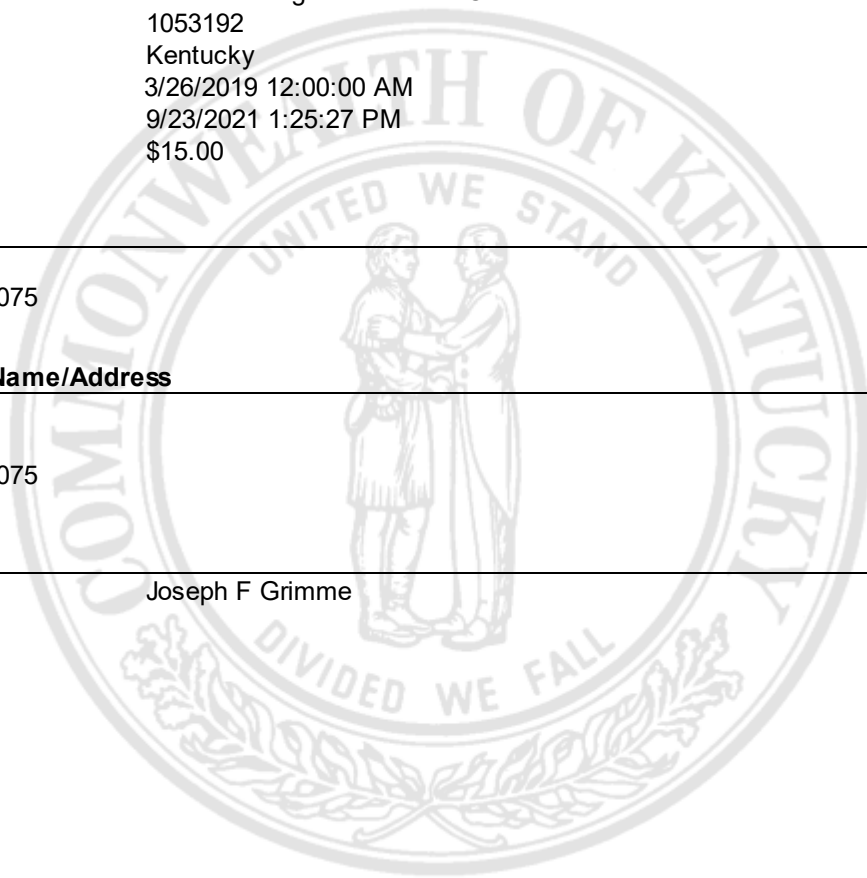 1053192
Kentucky
3/26/2019 12:00:00 AM
9/23/2021 1:25:27 PM
$15.00
075
Name/Address
075
Joseph F Grimme
COMMONWEALTH OF KENTUCKY
UNITED WE STAND
DIVIDED WE FALL